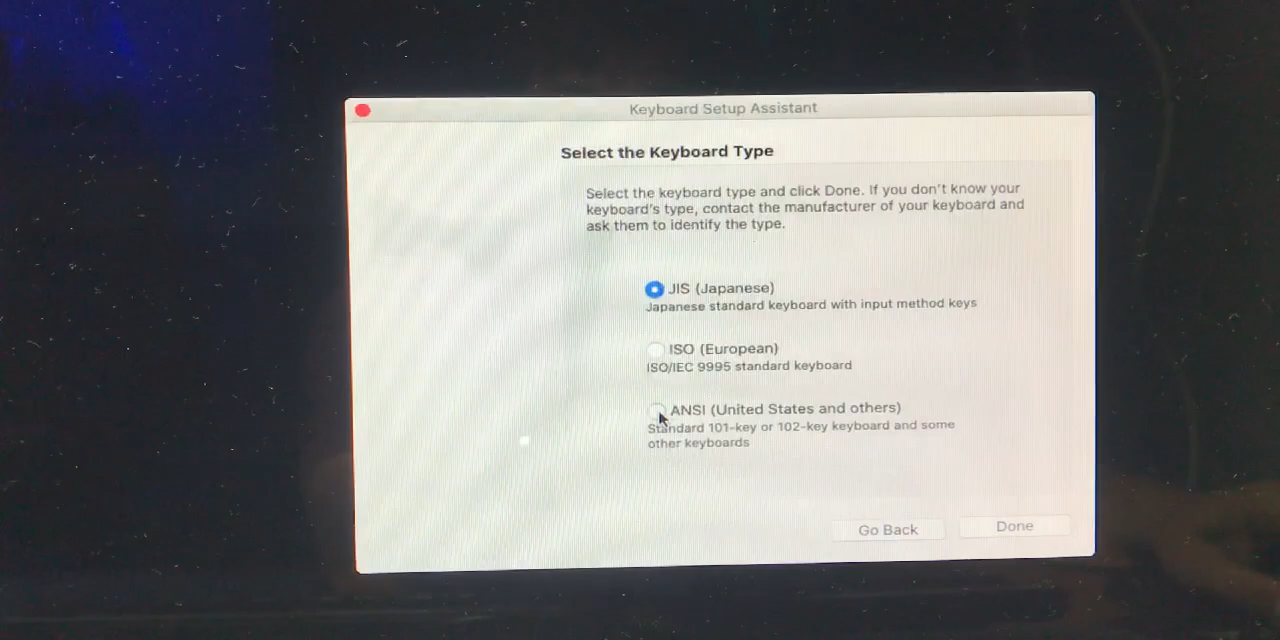 Keyboard Setup Assistant
Select the Keyboard Type
Select the keyboard type and click Done. If you don't know your
keyboard's type, contact the manufacturer of your keyboard and
ask them to identify the type.
JIS (Japanese)
Japanese standard keyboard with input method keys
ISO (European)
ISO/IEC 9995 standard keyboard
ANSI (United States and others)
Standard 101-key or 102-key keyboard and some
other keyboards
Go Back
Done